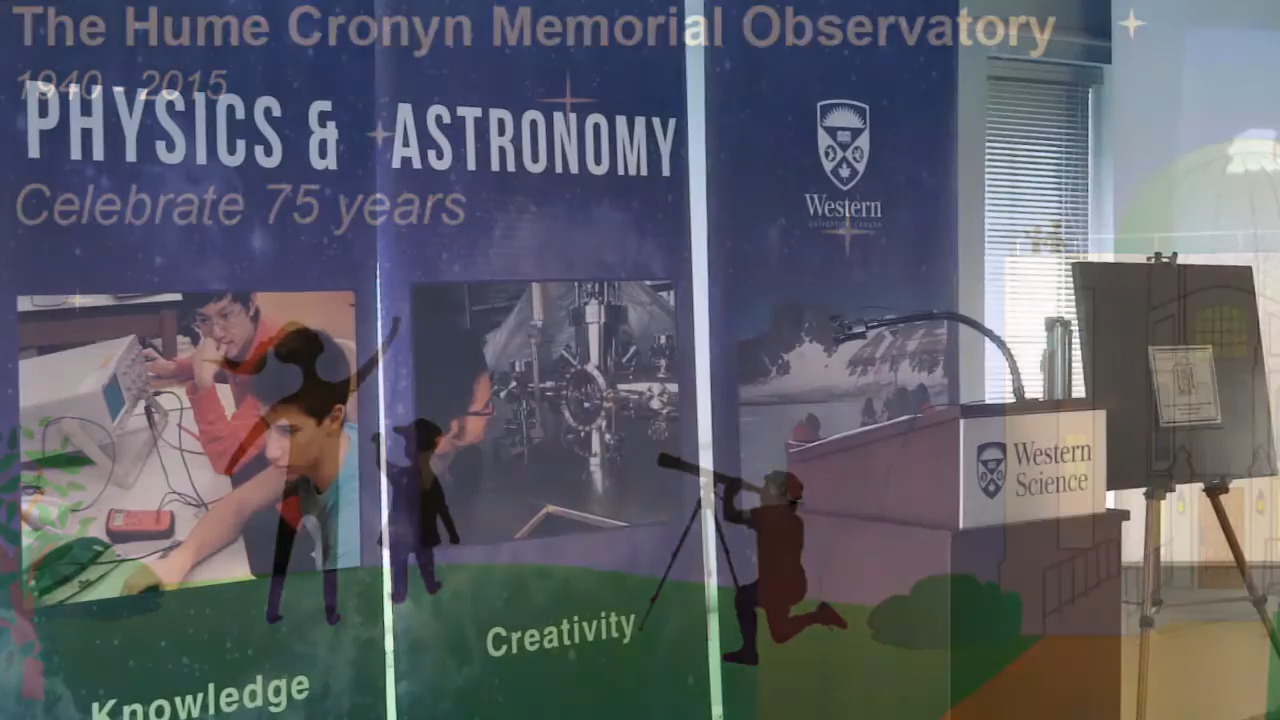 The Hume Cronyn Memorial Observatory
1940 - 2015
PHYSICS & ASTRONOMY
Celebrate 75 years
Western
Western
Science
Creativity
Knowledge